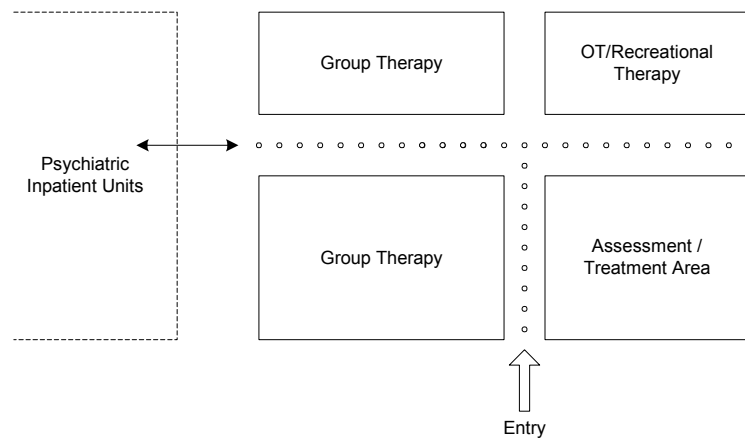 Group Therapy
OT/Recreational
Therapy
Psychiatric
Inpatient Units
Group Therapy
Assessment /
Treatment Area
Entry